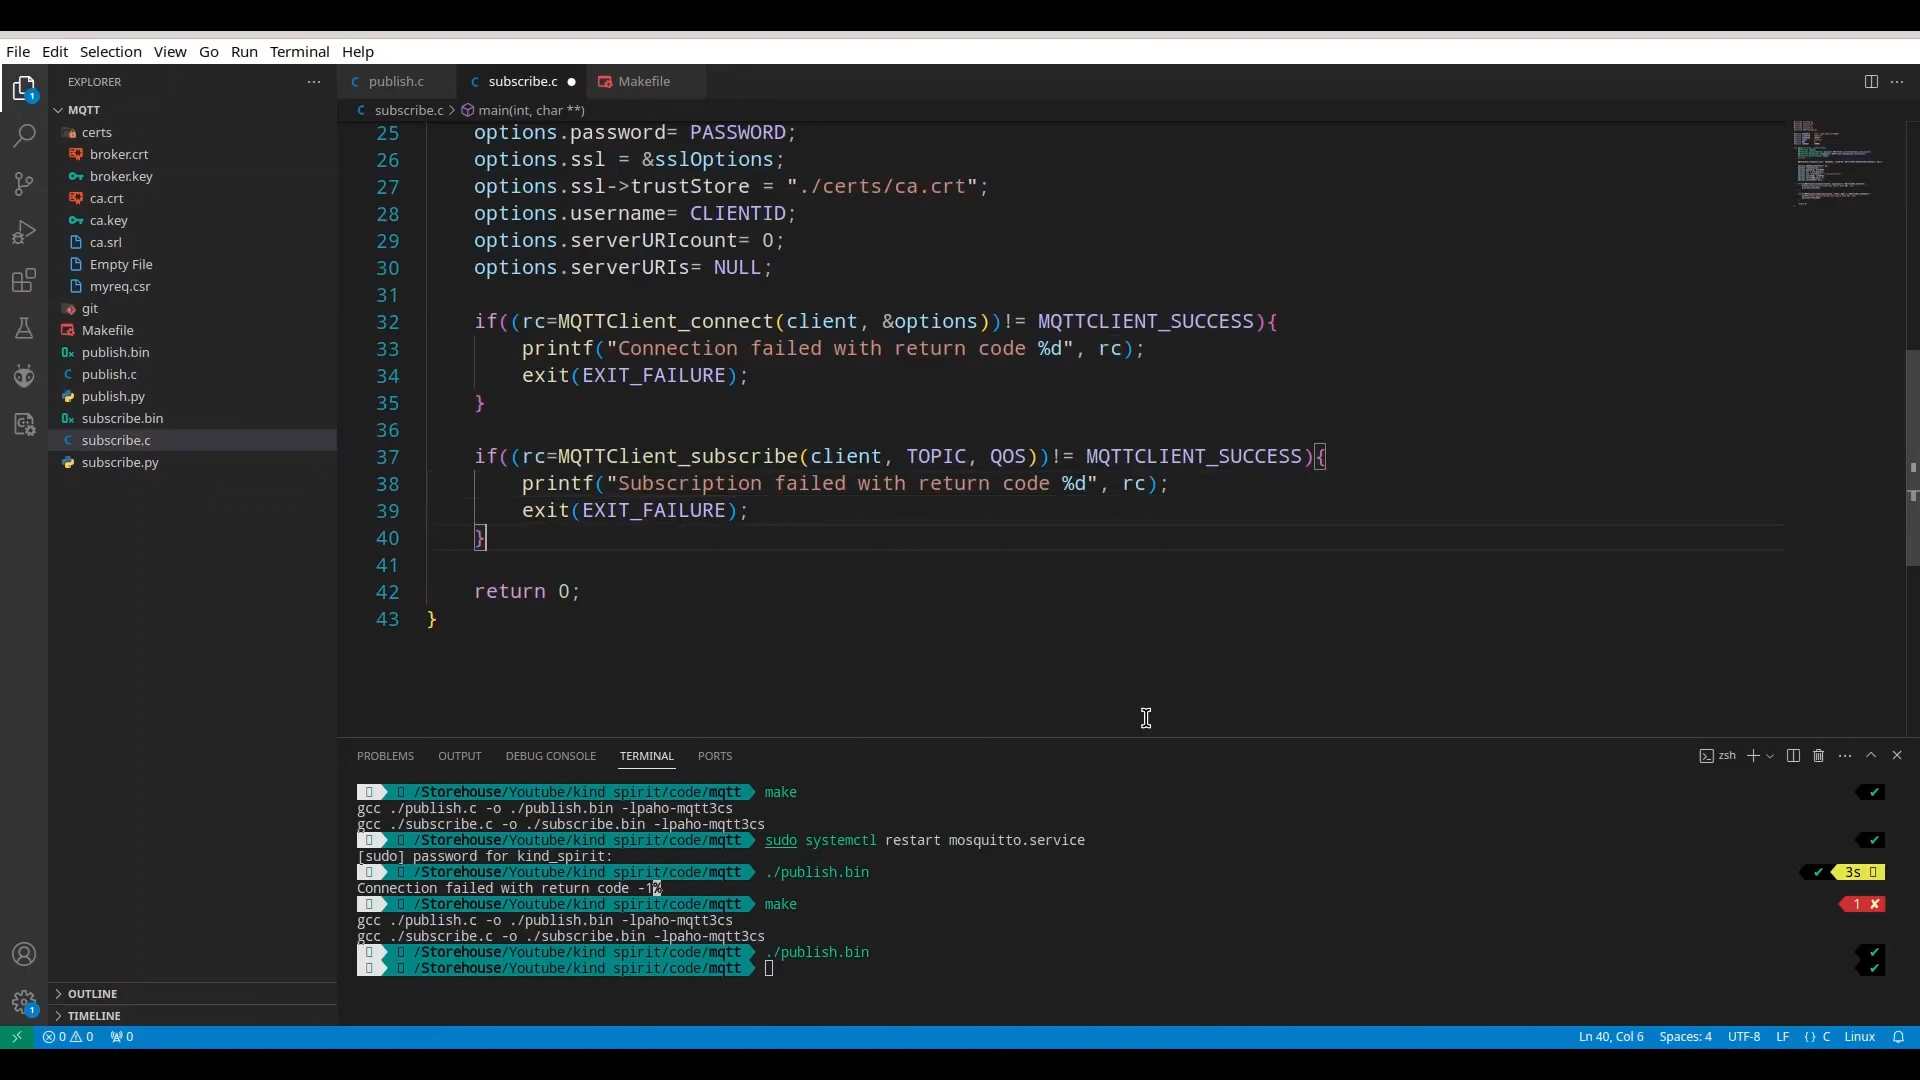 File Edit Selection View Go Run Terminal Help
EXPLORER
MQTT
certs
broker.crt
broker.key
ca.crt
ca.key
ca.srl
Empty File
myreq.csr
git
Makefile
publish.bin
publish.c
publish.py
subscribe.bin
subscribe.c
subscribe.py
OUTLINE
TIMELINE
publish.c subscribe.c Makefile
subscribe.c > main(int, char **)
25 options.password= PASSWORD;
26 options.ssl = &sslOptions;
27 options.ssl->trustStore = "./certs/ca.crt";
28 options.username= CLIENTID;
29 options.serverURIcount= 0;
30 options.serverURIs= NULL;
31
32 if((rc=MQTTClient_connect(client, &options))!= MQTTCLIENT_SUCCESS){
33 printf("Connection failed with return code %d", rc);
34 exit(EXIT_FAILURE);
35 }
36
37 if((rc=MQTTClient_subscribe(client, TOPIC, QOS))!= MQTTCLIENT_SUCCESS){
38 printf("Subscription failed with return code %d", rc);
39 exit(EXIT_FAILURE);
40 }
41
42 return 0;
43 }
PROBLEMS OUTPUT DEBUG CONSOLE TERMINAL PORTS
zsh
/Storehouse/Youtube/kind spirit/code/mqtt make
gcc ./publish.c -o ./publish.bin -lpaho-mqtt3cs
gcc ./subscribe.c -o ./subscribe.bin -lpaho-mqtt3cs
/Storehouse/Youtube/kind spirit/code/mqtt sudo systemctl restart mosquitto.service
[sudo] password for kind_spirit:
/Storehouse/Youtube/kind spirit/code/mqtt ./publish.bin 3s
Connection failed with return code -1%
/Storehouse/Youtube/kind spirit/code/mqtt make 1
gcc ./publish.c -o ./publish.bin -lpaho-mqtt3cs
gcc ./subscribe.c -o ./subscribe.bin -lpaho-mqtt3cs
/Storehouse/Youtube/kind spirit/code/mqtt ./publish.bin
/Storehouse/Youtube/kind spirit/code/mqtt
0 0 0 Ln 40, Col 6 Spaces: 4 UTF-8 LF {} C Linux